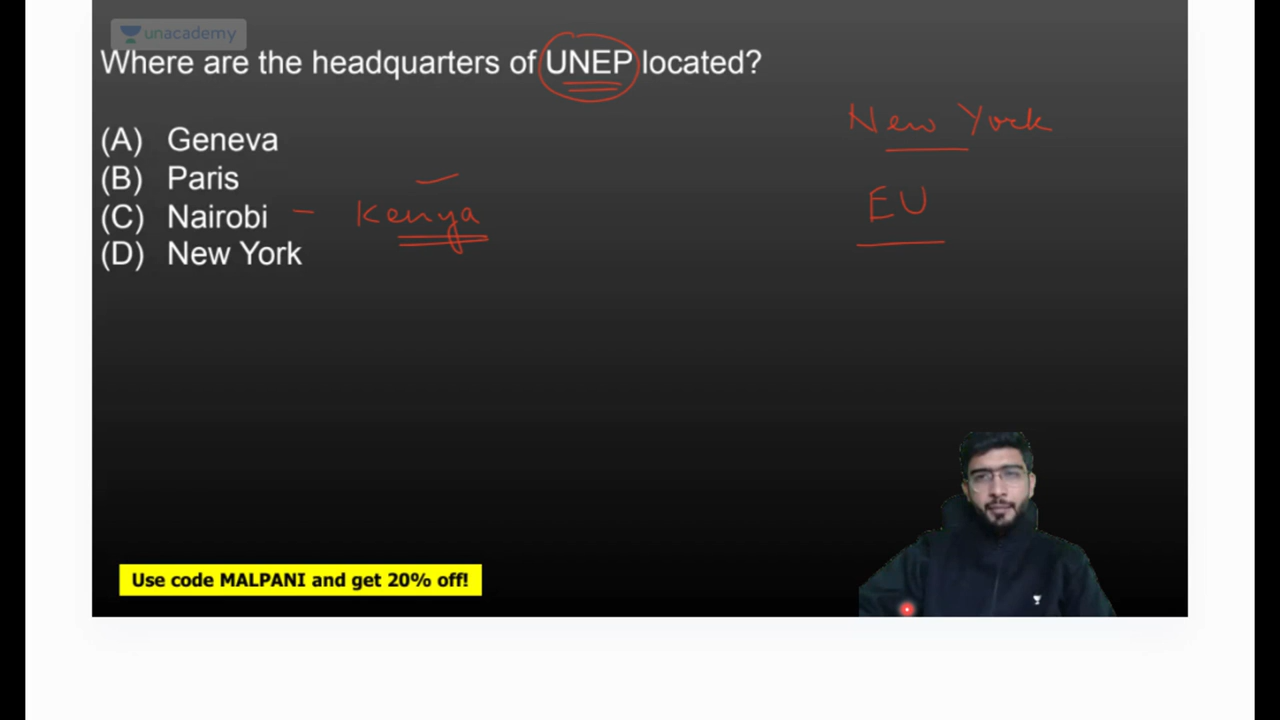 unacademy
Where are the headquarters of UNEP located?
New York
(A) Geneva
(B) Paris
EU
(C) Nairobi - Kenya
(D) New York
Use code MALPANI and get 20% off!